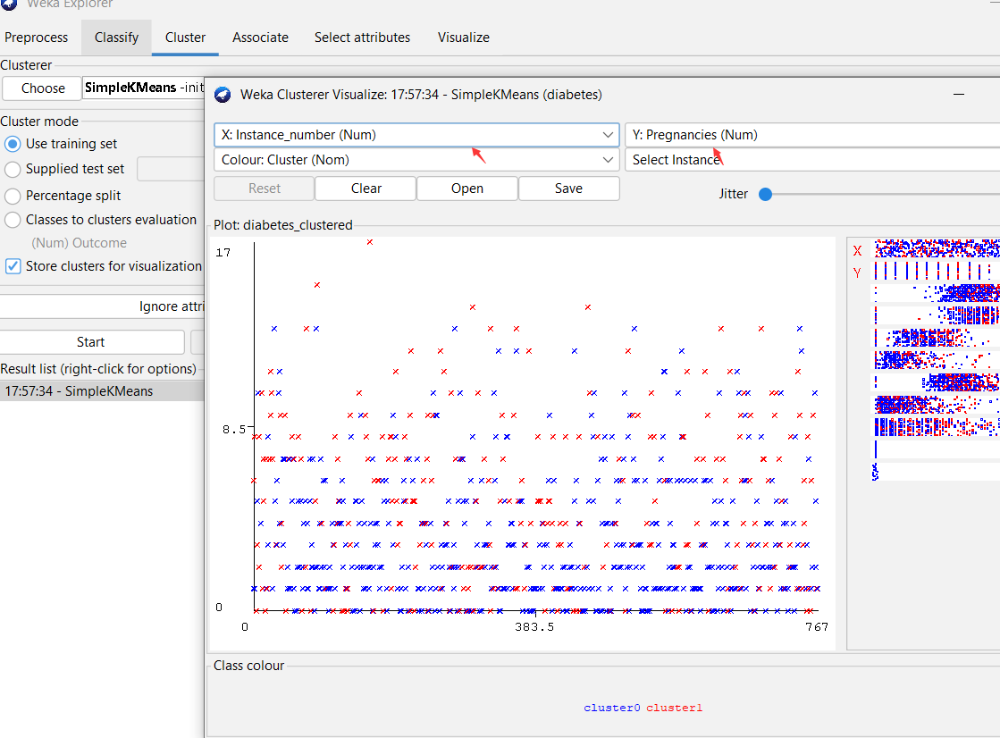 Weka Explorer
Preprocess Classify Cluster Associate Select attributes Visualize
Clusterer
Choose SimpleKMeans -init
Weka Clusterer Visualize: 17:57:34 - SimpleKMeans (diabetes)
Cluster mode
Use training set
Supplied test set
Percentage split
Classes to clusters evaluation
(Num) Outcome
Store clusters for visualization
Ignore attri
Start
Result list (right-click for options)
17:57:34 - SimpleKMeans
X: Instance_number (Num) Y: Pregnancies (Num)
Colour: Cluster (Nom) Select Instance
Reset Clear Open Save Jitter
Plot: diabetes_clustered
17
8.5
0
0 383.5 767
X
Y
Class colour
cluster0 cluster1